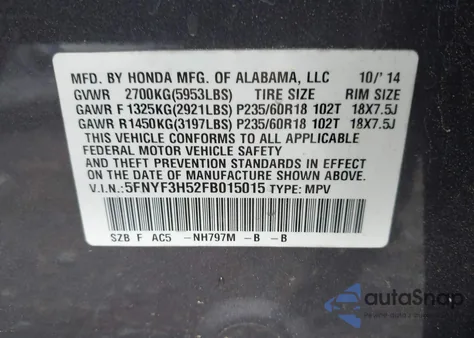 MFD. BY HONDA MFG. OF ALABAMA, LLC 10/'14
GVWR 2700KG(5953LBS) TIRE SIZE RIM SIZE
GAWR F 1325KG(2921LBS) P235/60R18 102T 18X7.5J
GAWR R1450KG(3197LBS) P235/60R18 102T 18X7.5J
THIS VEHICLE CONFORMS TO ALL APPLICABLE
FEDERAL MOTOR VEHICLE SAFETY
AND THEFT PREVENTION STANDARDS IN EFFECT
ON THE DATE OF MANUFACTURE SHOWN ABOVE.
V.I.N.: 5FNYF3H52FB015015 TYPE: MPV
SZB F AC5 -NH797M -B -B
autoSnap